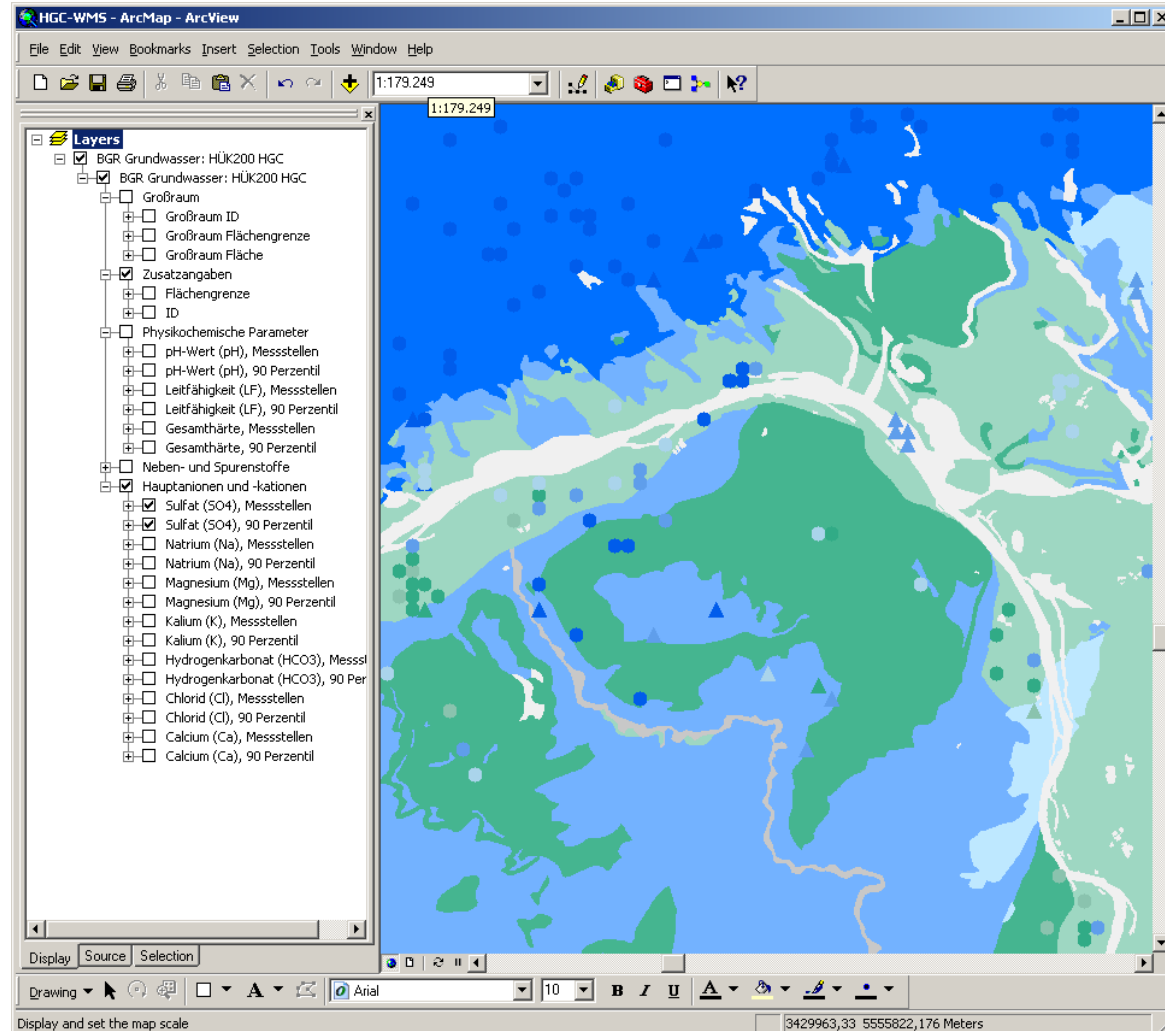 HGC-WMS - ArcMap - ArcView
File Edit View Bookmarks Insert Selection Tools Window Help
1:179.249
1:179.249
Layers
BGR Grundwasser: HÜK200 HGC
BGR Grundwasser: HÜK200 HGC
Großraum
Großraum ID
Großraum Flächengrenze
Großraum Fläche
Zusatzangaben
Flächengrenze
ID
Physikochemische Parameter
pH-Wert (pH), Messstellen
pH-Wert (pH), 90 Perzentil
Leitfähigkeit (LF), Messstellen
Leitfähigkeit (LF), 90 Perzentil
Gesamthärte, Messstellen
Gesamthärte, 90 Perzentil
Neben- und Spurenstoffe
Hauptanionen und -kationen
Sulfat (SO4), Messstellen
Sulfat (SO4), 90 Perzentil
Natrium (Na), Messstellen
Natrium (Na), 90 Perzentil
Magnesium (Mg), Messstellen
Magnesium (Mg), 90 Perzentil
Kalium (K), Messstellen
Kalium (K), 90 Perzentil
Hydrogenkarbonat (HCO3), Messst
Hydrogenkarbonat (HCO3), 90 Per
Chlorid (Cl), Messstellen
Chlorid (Cl), 90 Perzentil
Calcium (Ca), Messstellen
Calcium (Ca), 90 Perzentil
Display Source Selection
Drawing A Arial 10 B I U A
Display and set the map scale 3429963,33 5555822,176 Meters